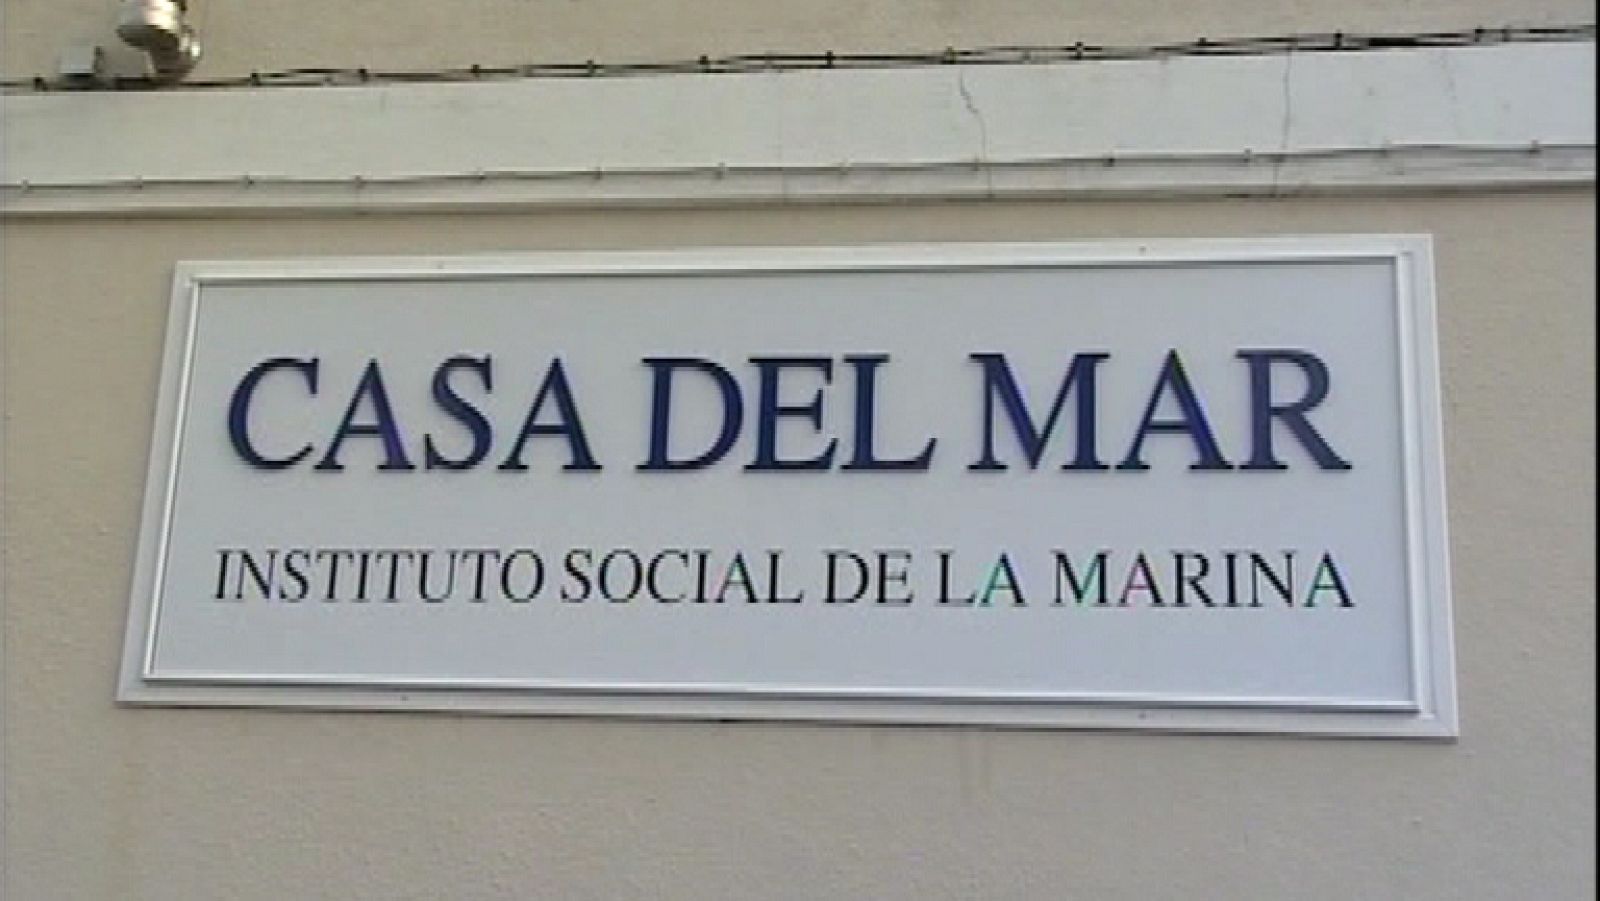 CASA DEL MAR
INSTITUTO SOCIAL DE LA MARINA